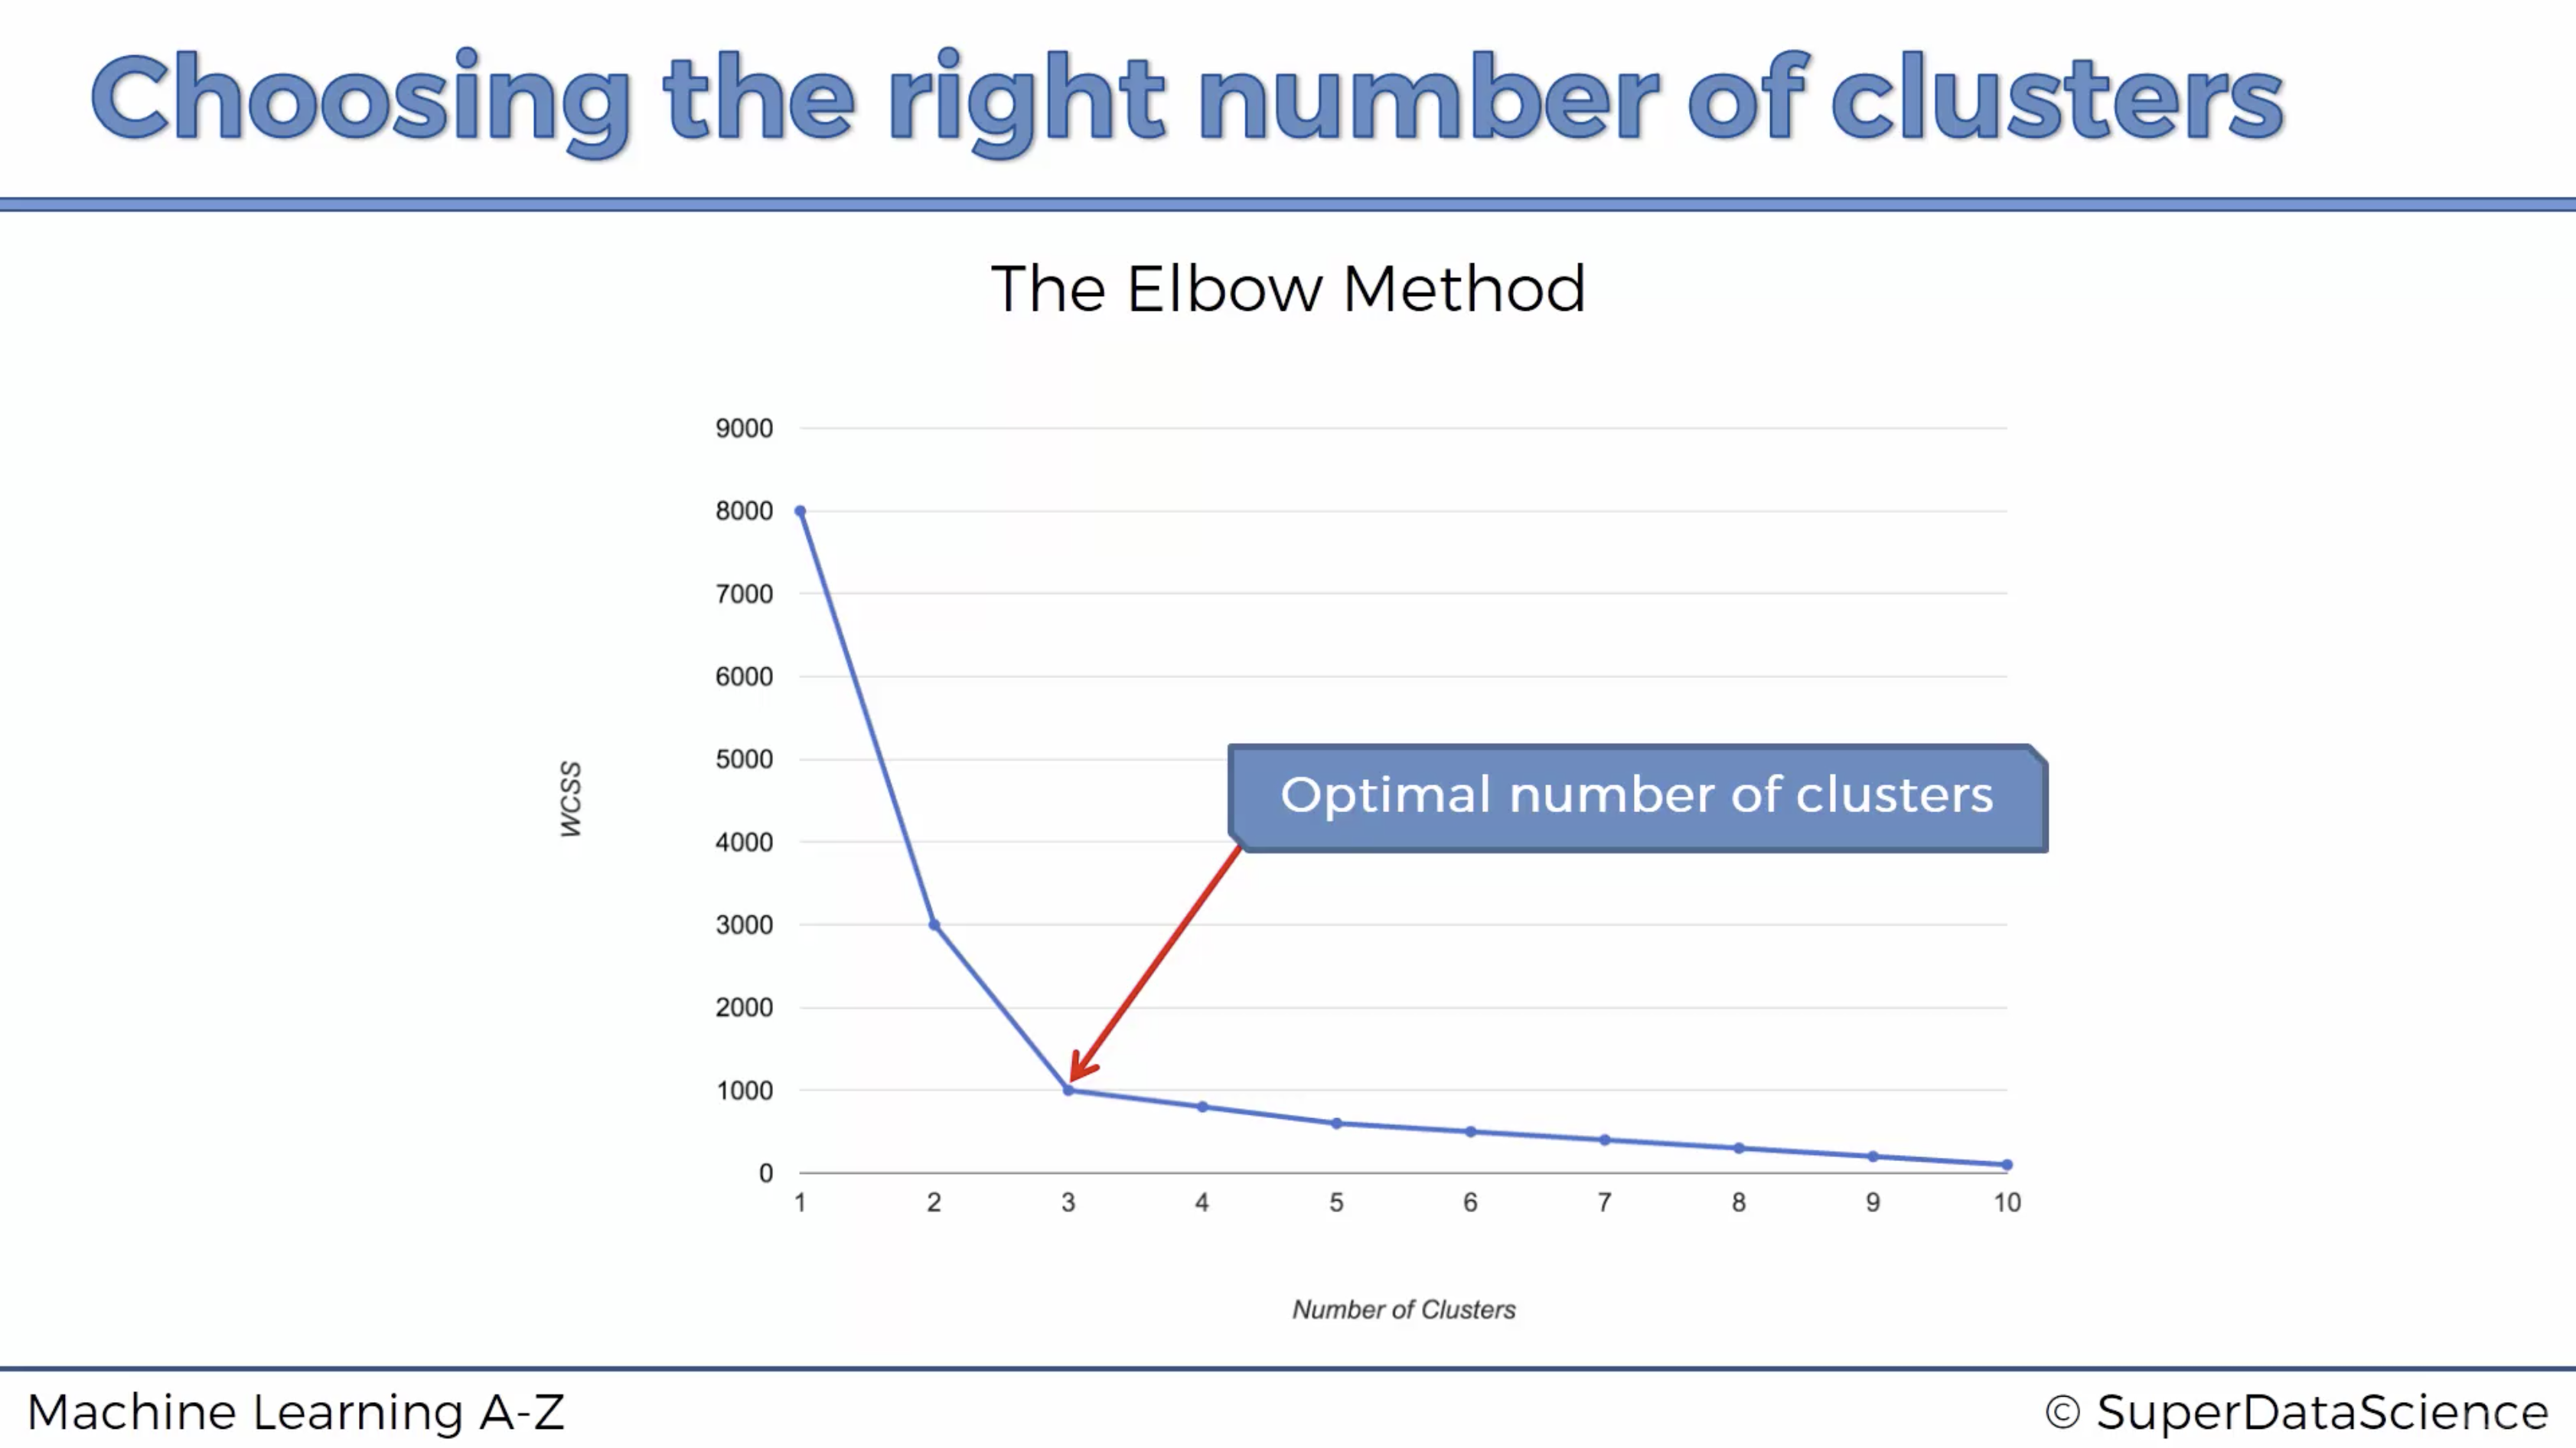 Choosing the right number of clusters
The Elbow Method
9000
8000
7000
6000
5000
4000
3000
2000
1000
0
WCSS
Optimal number of clusters
1 2 3 4 5 6 7 8 9 10
Number of Clusters
Machine Learning A-Z
© SuperDataScience